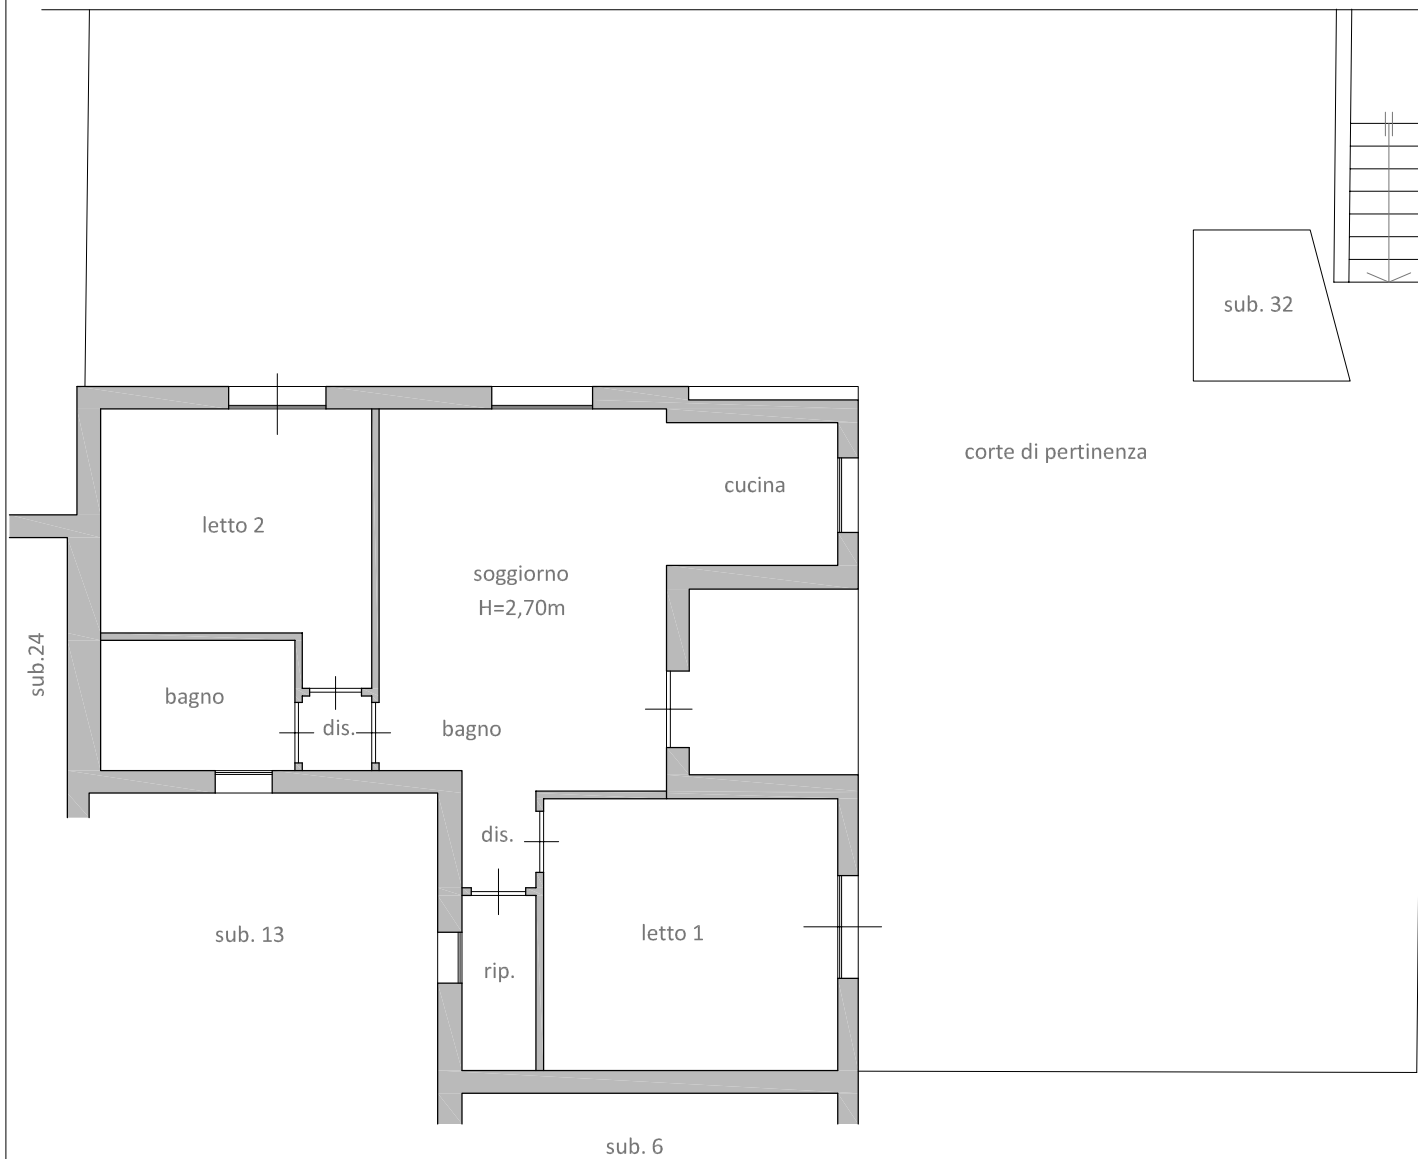 sub. 32
corte di pertinenza
cucina
letto 2
soggiorno
H=2,70m
sub.24
bagno
dis.
bagno
dis.
sub. 13
letto 1
rip.
sub. 6